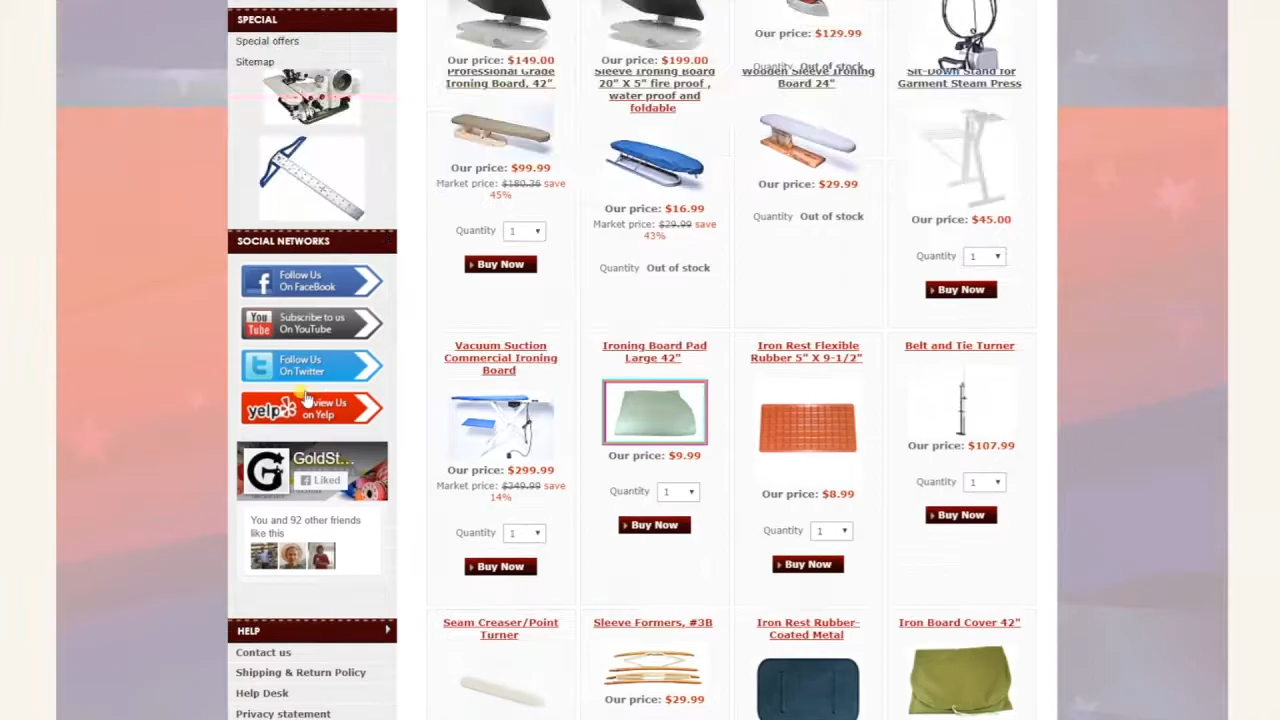 SPECIAL
Special offers
Sitemap
SOCIAL NETWORKS
Follow Us
On FaceBook
You
Tube
Subscribe to us
On YouTube
Follow Us
On Twitter
yelp
view Us
on Yelp
G
GoldSt...
Liked
You and 92 other friends
like this
HELP
Contact us
Shipping & Return Policy
Help Desk
Privacy statement
Our price: $149.00
Our price: $199.00
Our price: $129.99
Quantity Out of stock
Professional Grade
Ironing Board, 42"
Our price: $99.99
Market price: $180.36 save
45%
Quantity 1
Buy Now
Sleeve Ironing Board
20" X 5" fire proof ,
water proof and
foldable
Our price: $16.99
Market price: $29.99 save
43%
Quantity Out of stock
Wooden Sleeve Ironing
Board 24"
Our price: $29.99
Quantity Out of stock
Sit-Down Stand for
Garment Steam Press
Our price: $45.00
Quantity 1
Buy Now
Vacuum Suction
Commercial Ironing
Board
Our price: $299.99
Market price: $349.99 save
14%
Quantity 1
Buy Now
Ironing Board Pad
Large 42"
Our price: $9.99
Quantity 1
Buy Now
Iron Rest Flexible
Rubber 5" X 9-1/2"
Our price: $8.99
Quantity 1
Buy Now
Belt and Tie Turner
Our price: $107.99
Quantity 1
Buy Now
Seam Creaser/Point
Turner
Sleeve Formers, #3B
Our price: $29.99
Iron Rest Rubber-
Coated Metal
Iron Board Cover 42"